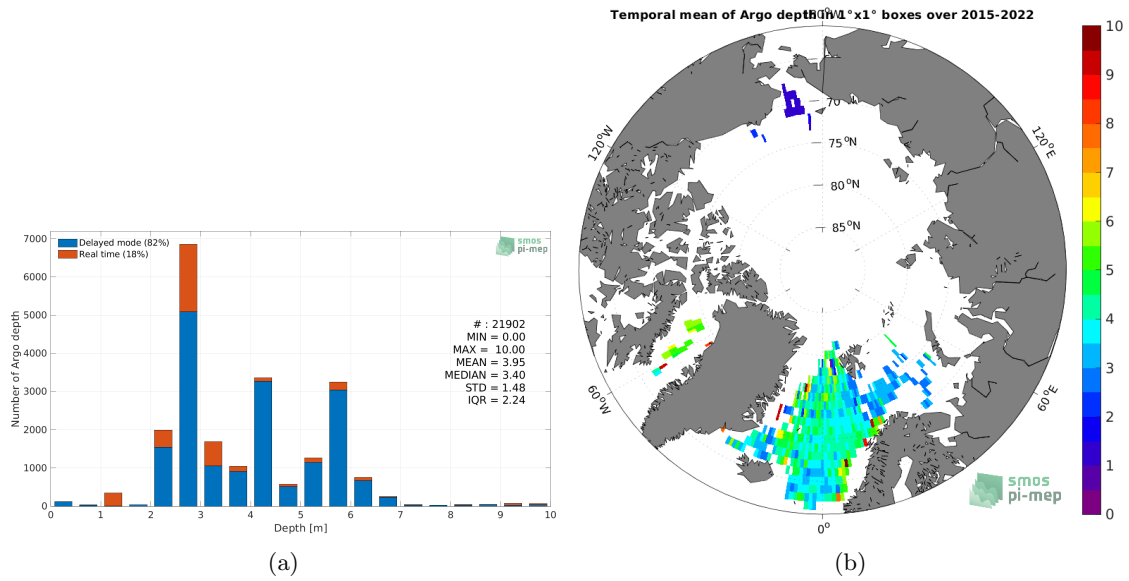 Temporal mean of Argo depth in 1°x1° boxes over 2015-2022
180°W
10
9
8
7
6
5
4
3
2
1
0
120°W
120°E
60°W
60°E
0°
70
75°N
80°N
85°N
smos
pi-mep
Delayed mode (82%)
Real time (18%)
smos
pi-mep
# : 21902
MIN = 0.00
MAX = 10.00
MEAN = 3.95
MEDIAN = 3.40
STD = 1.48
IQR = 2.24
Number of Argo depth
7000
6000
5000
4000
3000
2000
1000
0
0 1 2 3 4 5 6 7 8 9 10
Depth [m]
(a)
(b)